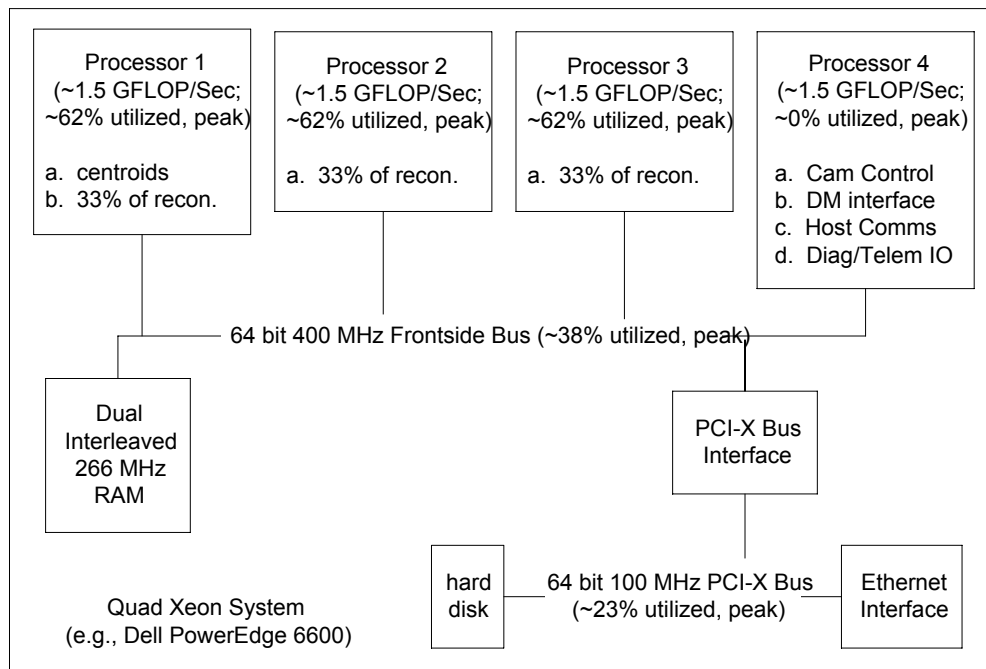 Processor 1
(~1.5 GFLOP/Sec;
~62% utilized, peak)
a. centroids
b. 33% of recon.
Processor 2
(~1.5 GFLOP/Sec;
~62% utilized, peak)
a. 33% of recon.
Processor 3
(~1.5 GFLOP/Sec;
~62% utilized, peak)
a. 33% of recon.
Processor 4
(~1.5 GFLOP/Sec;
~0% utilized, peak)
a. Cam Control
b. DM interface
c. Host Comms
d. Diag/Telem IO
64 bit 400 MHz Frontside Bus (~38% utilized, peak)
Dual
Interleaved
266 MHz
RAM
PCI-X Bus
Interface
hard
disk
64 bit 100 MHz PCI-X Bus
(~23% utilized, peak)
Ethernet
Interface
Quad Xeon System
(e.g., Dell PowerEdge 6600)